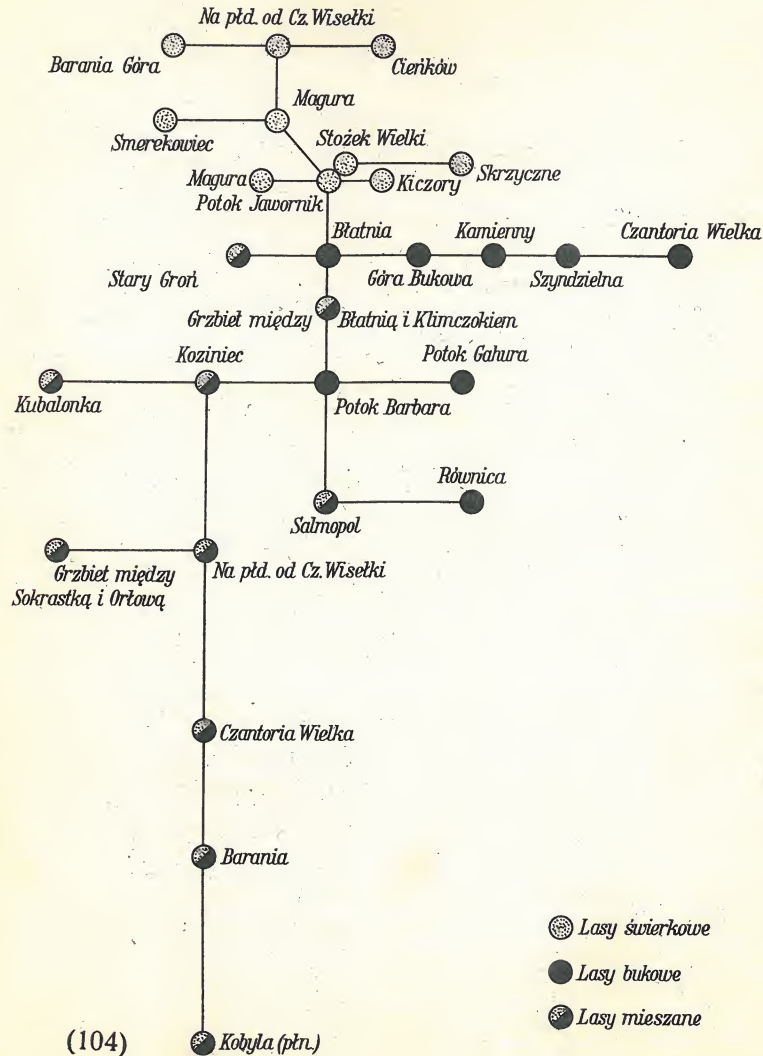 Na płd. od Cz. Wisełki
Barania Góra
Cieńków
Magura
Smerekowiec
Stożek Wielki
Magura
Kiczory
Skrzyczne
Potok Jawornik
Błatnia
Kamienny
Czantoria Wielka
Stary Groń
Góra Bukowa
Szyndzielna
Grzbiet między
Błatnią i Klimczokiem
Koziniec
Potok Gahura
Kubalonka
Potok Barbara
Równica
Salmopol
Grzbiet między
Sokrastką i Orłową
Na płd. od Cz. Wisełki
Czantoria Wielka
Barania
Lasy świerkowe
Lasy bukowe
Lasy mieszane
(104)
Kobyla (płn.)